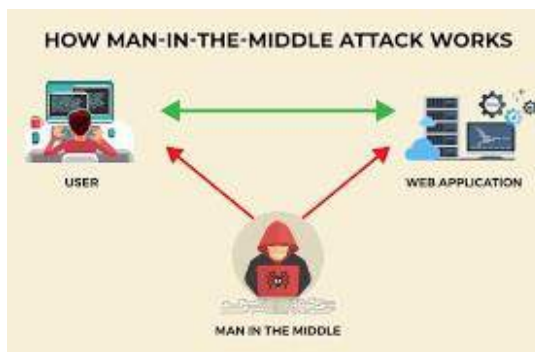 HOW MAN-IN-THE-MIDDLE ATTACK WORKS
USER
WEB APPLICATION
MAN IN THE MIDDLE